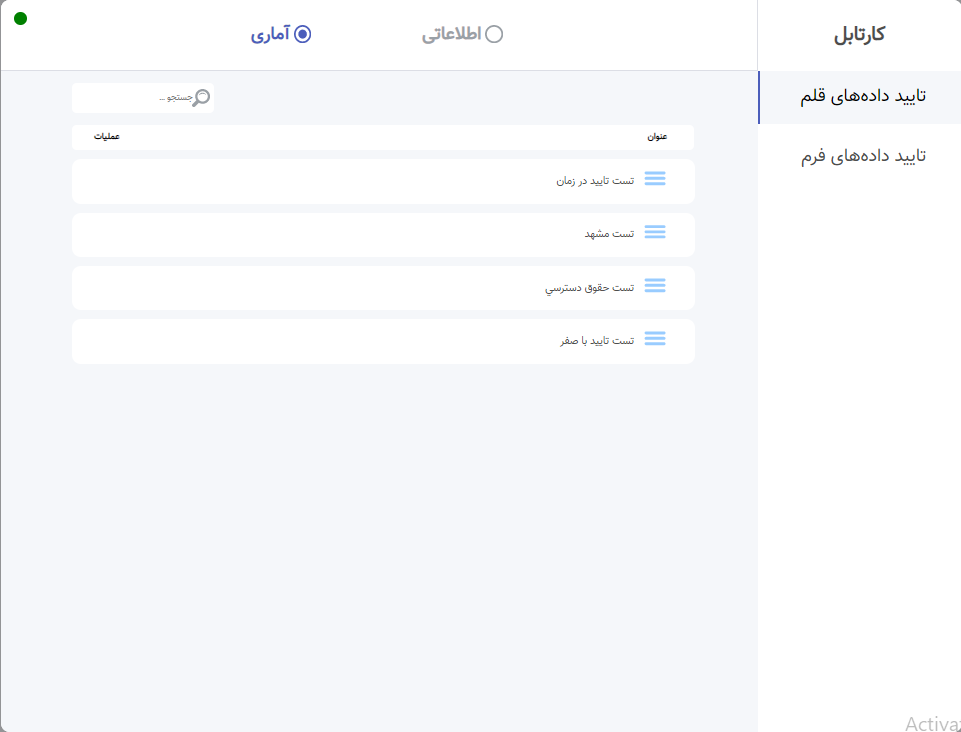 کارتابل
تایید داده‌های قلم
تایید داده‌های فرم
اطلاعاتی
آماری
جستجو ...
عنوان
عملیات
تست تایید در زمان
تست مشهد
تست حقوق دسترسي
تست تایید با صفر